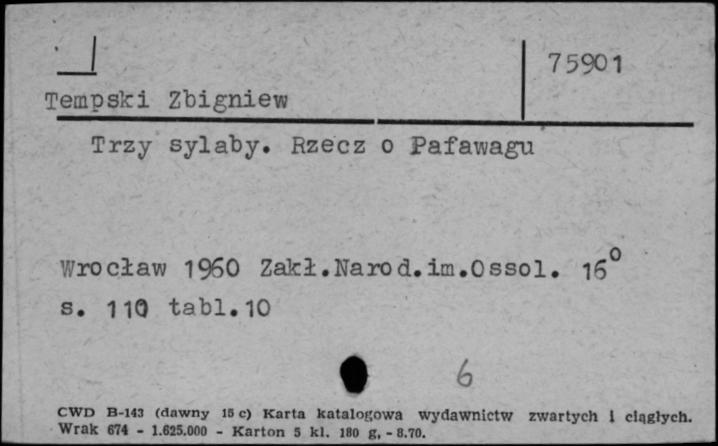 75901
Tempski Zbigniew
Trzy sylaby. Rzecz o Pafawagu
Wrocław 1960 Zakł.Narod.im.Ossol. 16⁰
s. 110 tabl.10
6
CWD B-143 (dawny 15 c) Karta katalogowa wydawnictw zwartych i ciągłych.
Wrak 674 - 1.625.000 - Karton 5 kl. 180 g, - 8.70.